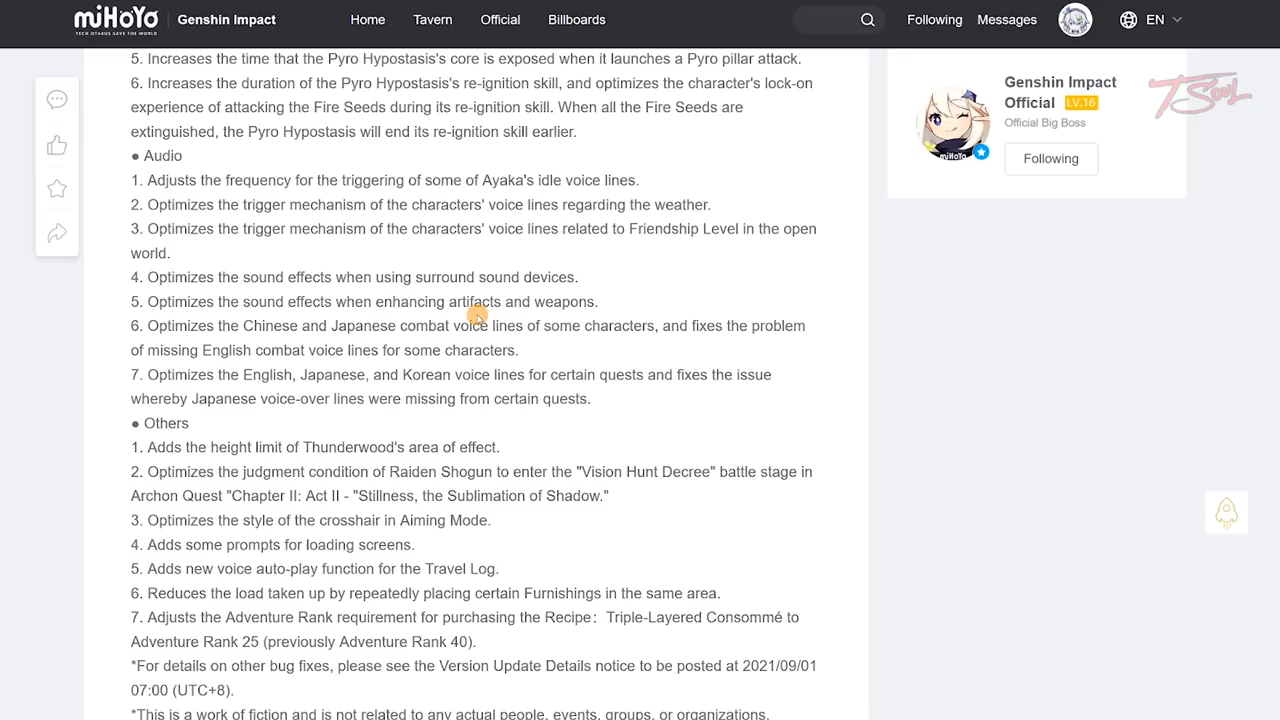 miHoYo
TECH OTAKUS SAVE THE WORLD
Genshin Impact
Home
Tavern
Official
Billboards
Following
Messages
EN
5. Increases the time that the Pyro Hypostasis's core is exposed when it launches a Pyro pillar attack.
6. Increases the duration of the Pyro Hypostasis's re-ignition skill, and optimizes the character's lock-on
experience of attacking the Fire Seeds during its re-ignition skill. When all the Fire Seeds are
extinguished, the Pyro Hypostasis will end its re-ignition skill earlier.
● Audio
1. Adjusts the frequency for the triggering of some of Ayaka's idle voice lines.
2. Optimizes the trigger mechanism of the characters' voice lines regarding the weather.
3. Optimizes the trigger mechanism of the characters' voice lines related to Friendship Level in the open
world.
4. Optimizes the sound effects when using surround sound devices.
5. Optimizes the sound effects when enhancing artifacts and weapons.
6. Optimizes the Chinese and Japanese combat voice lines of some characters, and fixes the problem
of missing English combat voice lines for some characters.
7. Optimizes the English, Japanese, and Korean voice lines for certain quests and fixes the issue
whereby Japanese voice-over lines were missing from certain quests.
● Others
1. Adds the height limit of Thunderwood's area of effect.
2. Optimizes the judgment condition of Raiden Shogun to enter the "Vision Hunt Decree" battle stage in
Archon Quest "Chapter II: Act II - "Stillness, the Sublimation of Shadow."
3. Optimizes the style of the crosshair in Aiming Mode.
4. Adds some prompts for loading screens.
5. Adds new voice auto-play function for the Travel Log.
6. Reduces the load taken up by repeatedly placing certain Furnishings in the same area.
7. Adjusts the Adventure Rank requirement for purchasing the Recipe： Triple-Layered Consommé to
Adventure Rank 25 (previously Adventure Rank 40).
*For details on other bug fixes, please see the Version Update Details notice to be posted at 2021/09/01
07:00 (UTC+8).
*This is a work of fiction and is not related to any actual people, events, groups, or organizations.
Genshin Impact
Official LV.16
Official Big Boss
miHoYo
Following
TSoul